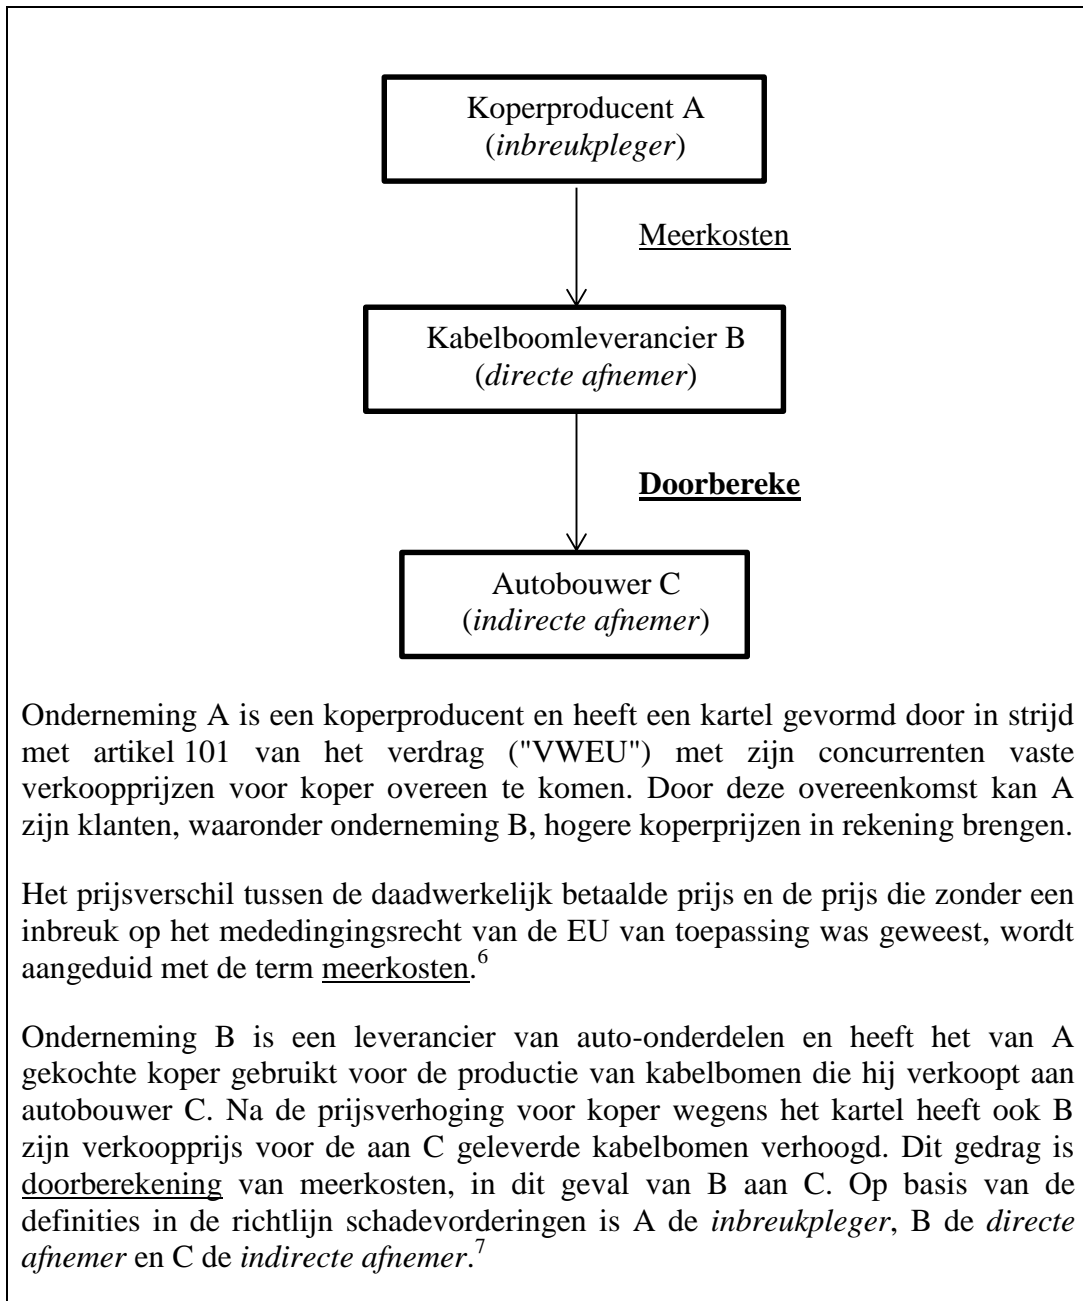 Koperproducent A
(inbreukpleger)
Meerkosten
Kabelboomleverancier B
(directe afnemer)
Doorbereke
Autobouwer C
(indirecte afnemer)
Onderneming A is een koperproducent en heeft een kartel gevormd door in strijd
met artikel 101 van het verdrag ("VWEU") met zijn concurrenten vaste
verkoopprijzen voor koper overeen te komen. Door deze overeenkomst kan A
zijn klanten, waaronder onderneming B, hogere koperprijzen in rekening brengen.
Het prijsverschil tussen de daadwerkelijk betaalde prijs en de prijs die zonder een
inbreuk op het mededingingsrecht van de EU van toepassing was geweest, wordt
aangeduid met de term meerkosten.6
Onderneming B is een leverancier van auto-onderdelen en heeft het van A
gekochte koper gebruikt voor de productie van kabelbomen die hij verkoopt aan
autobouwer C. Na de prijsverhoging voor koper wegens het kartel heeft ook B
zijn verkoopprijs voor de aan C geleverde kabelbomen verhoogd. Dit gedrag is
doorberekening van meerkosten, in dit geval van B aan C. Op basis van de
definities in de richtlijn schadevorderingen is A de inbreukpleger, B de directe
afnemer en C de indirecte afnemer.7